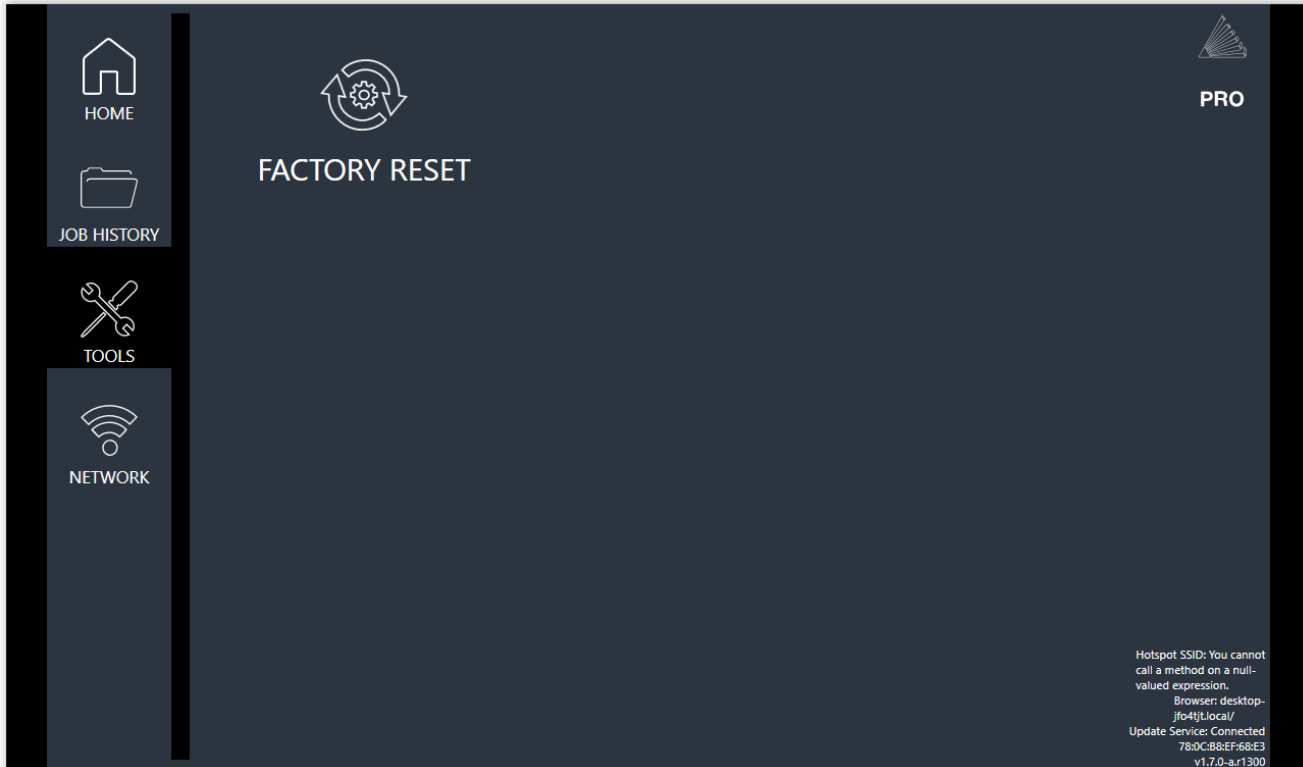 HOME
JOB HISTORY
TOOLS
NETWORK
FACTORY RESET
PRO
Hotspot SSID: You cannot
call a method on a null-
valued expression.
Browser: desktop-
jfo4tjt.local/
Update Service: Connected
78:0C:B8:EF:68:E3
v1.7.0-a.r1300